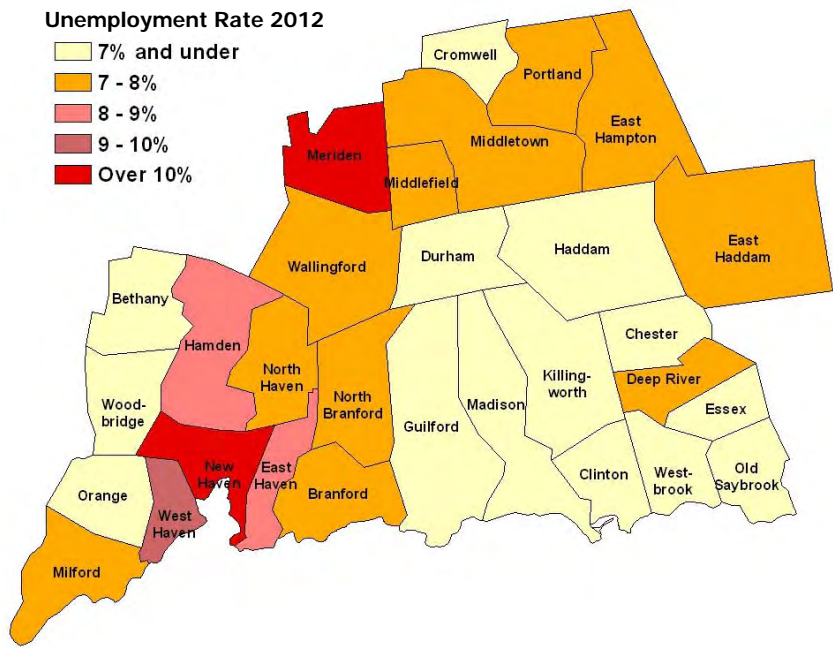 Unemployment Rate 2012
7% and under
7 - 8%
8 - 9%
9 - 10%
Over 10%
Cromwell
Portland
East
Hampton
Meriden
Middletown
Middlefield
Wallingford
Durham
Haddam
East
Haddam
Bethany
Hamden
North
Haven
North
Branford
Chester
Deep River
Killing-
worth
Essex
Wood-
bridge
Guilford
Madison
New
Haven
East
Haven
Branford
Clinton
West-
brook
Old
Saybrook
Orange
West
Haven
Milford